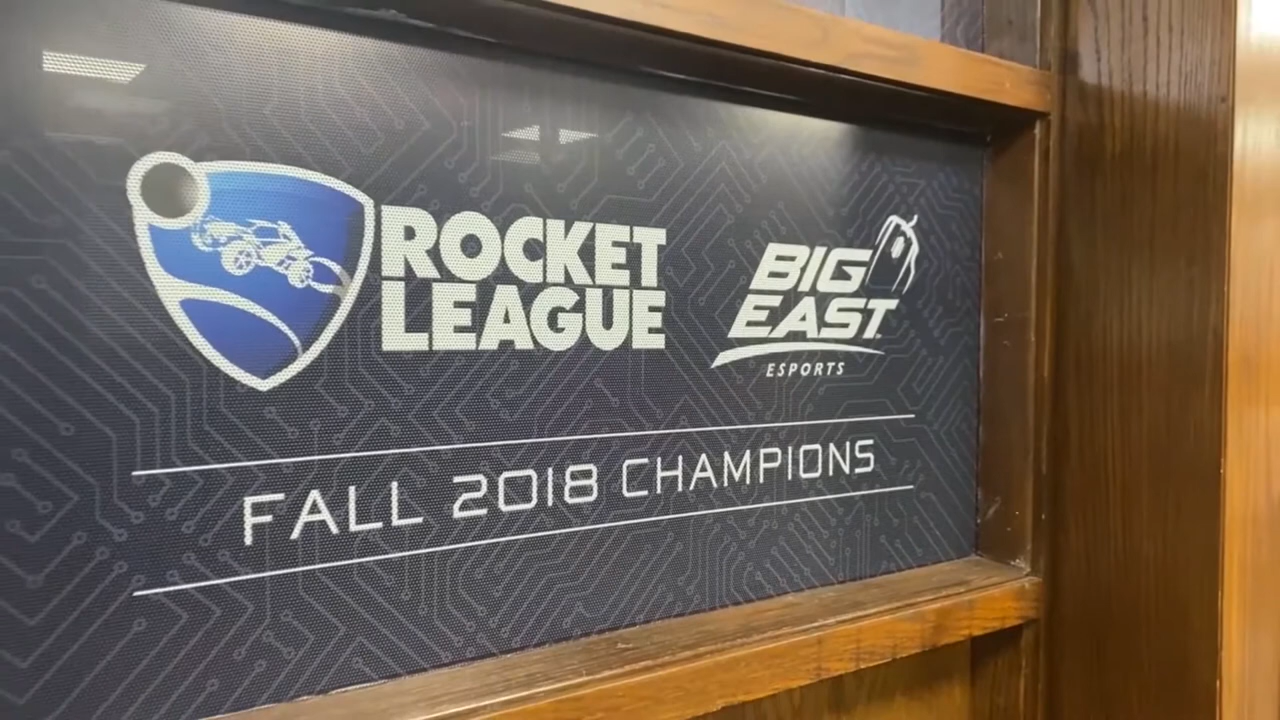 ROCKET
LEAGUE
BIG
EAST
ESPORTS
FALL 2018 CHAMPIONS